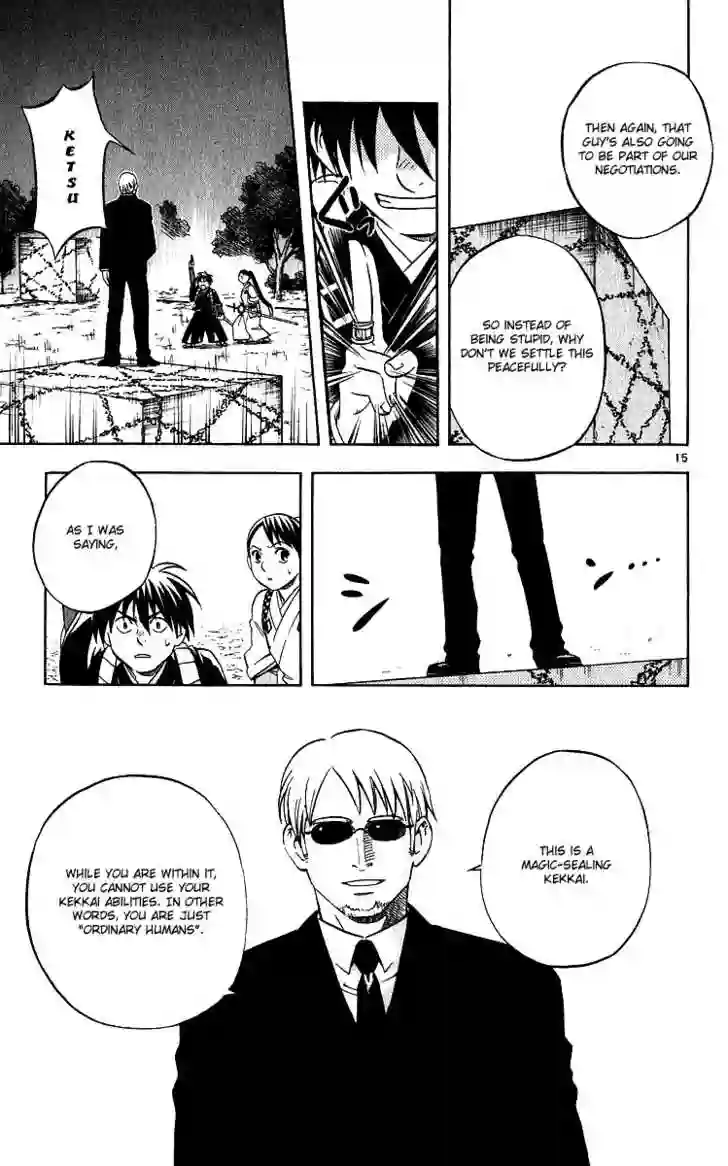 THEN AGAIN, THAT
GUY'S ALSO GOING
TO BE PART OF OUR
NEGOTIATIONS.
SO INSTEAD OF
BEING STUPID, WHY
DON'T WE SETTLE THIS
PEACEFULLY?
KETSU
15
AS I WAS
SAYING,
THIS IS A
MAGIC-SEALING
KEKKAI.
WHILE YOU ARE WITHIN IT,
YOU CANNOT USE YOUR
KEKKAI ABILITIES. IN OTHER
WORDS, YOU ARE JUST
"ORDINARY HUMANS".